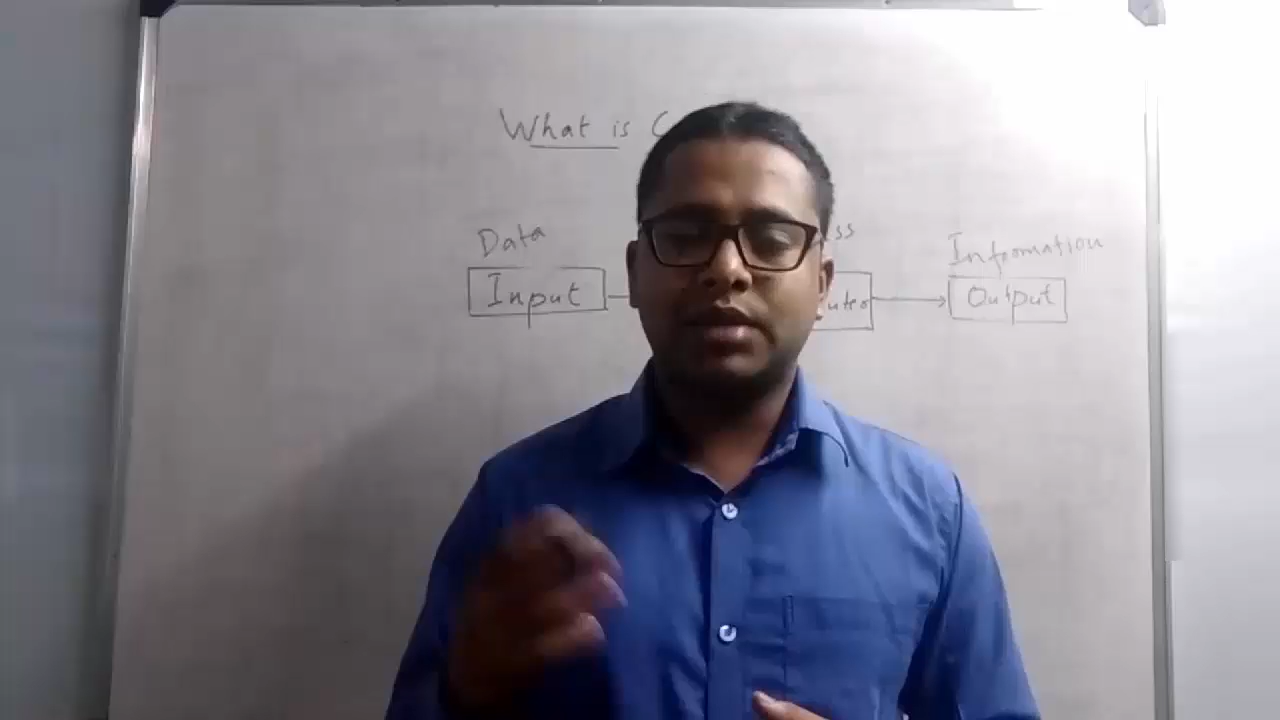 What is C
Data ss Information
Input uter Output